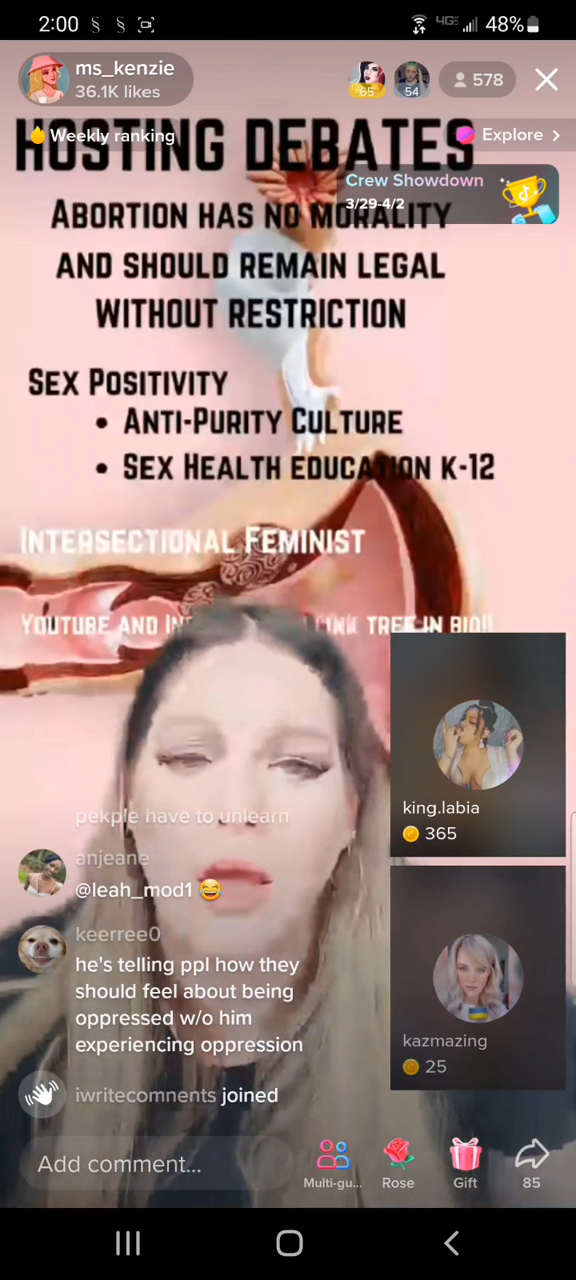 2:00
4G
48%
ms_kenzie
36.1K likes
65
54
578
Weekly ranking
Explore
HOSTING DEBATES
Crew Showdown
3/29-4/2
ABORTION HAS NO MORALITY
AND SHOULD REMAIN LEGAL
WITHOUT RESTRICTION
SEX POSITIVITY
• ANTI-PURITY CULTURE
• SEX HEALTH EDUCATION K-12
INTERSECTIONAL FEMINIST
YOUTUBE AND LINK TREE IN BIO!!
king.labia
365
pekple have to unlearn
anjeane
@leah_mod1 😂
keerree0
he's telling ppl how they
should feel about being
oppressed w/o him
experiencing oppression
kazmazing
25
iwritecomnents joined
Add comment...
Multi-gu...
Rose
Gift
85